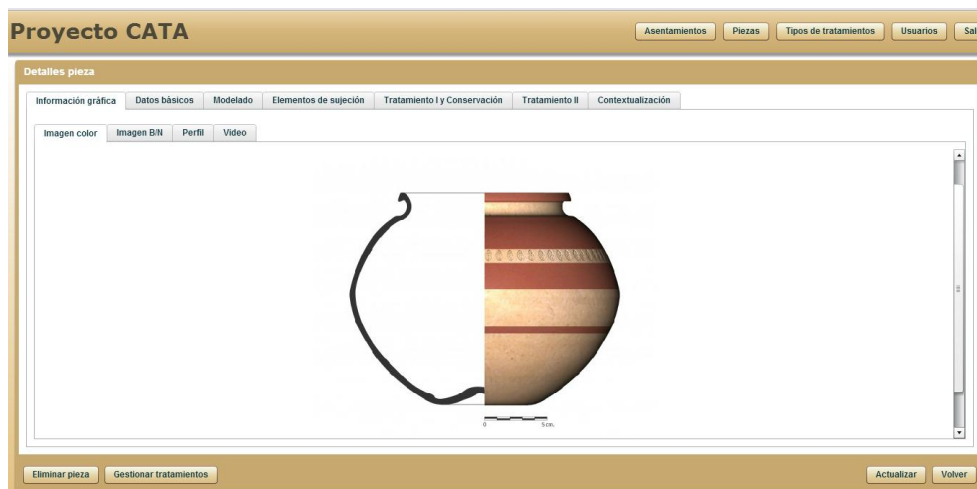 Proyecto CATA
Asentamientos Piezas Tipos de tratamientos Usuarios Sal
Detalles pieza
Información gráfica Datos básicos Modelado Elementos de sujeción Tratamiento I y Conservación Tratamiento II Contextualización
Imagen color Imagen B/N Perfil Video
0 5 cm.
Eliminar pieza Gestionar tratamientos Actualizar Volver